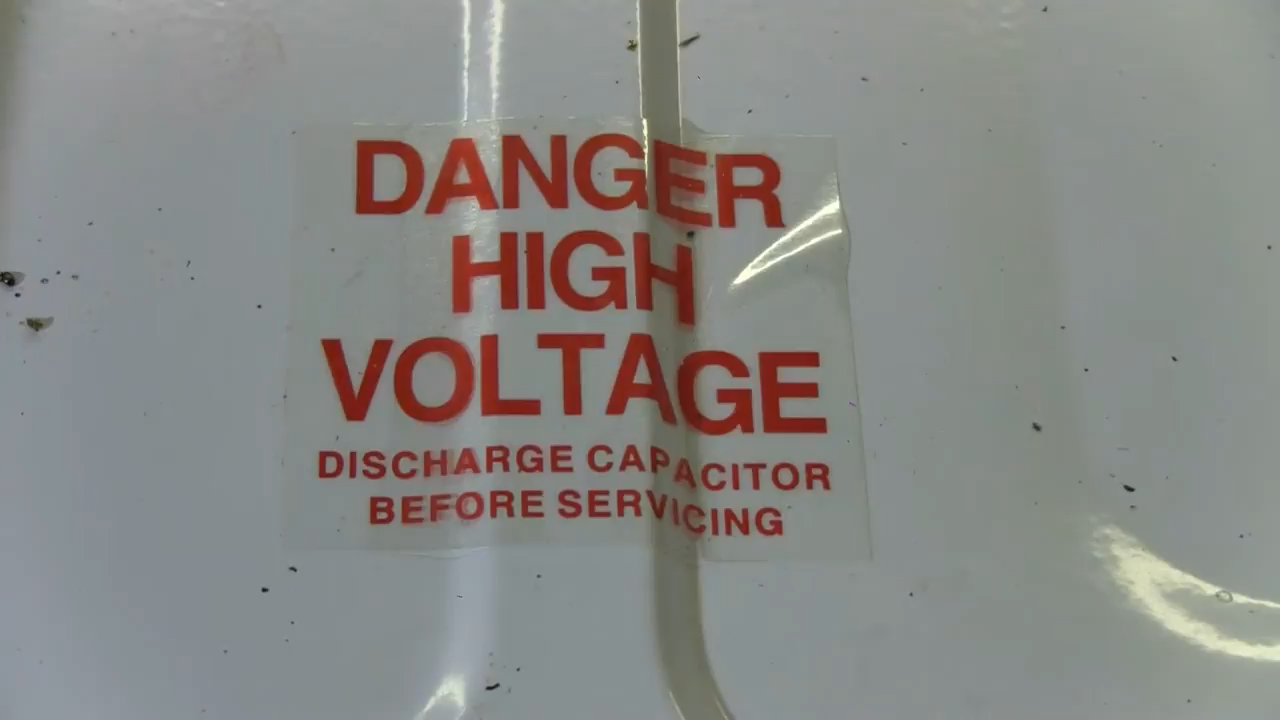 DANGER
HIGH
VOLTAGE
DISCHARGE CAPACITOR
BEFORE SERVICING